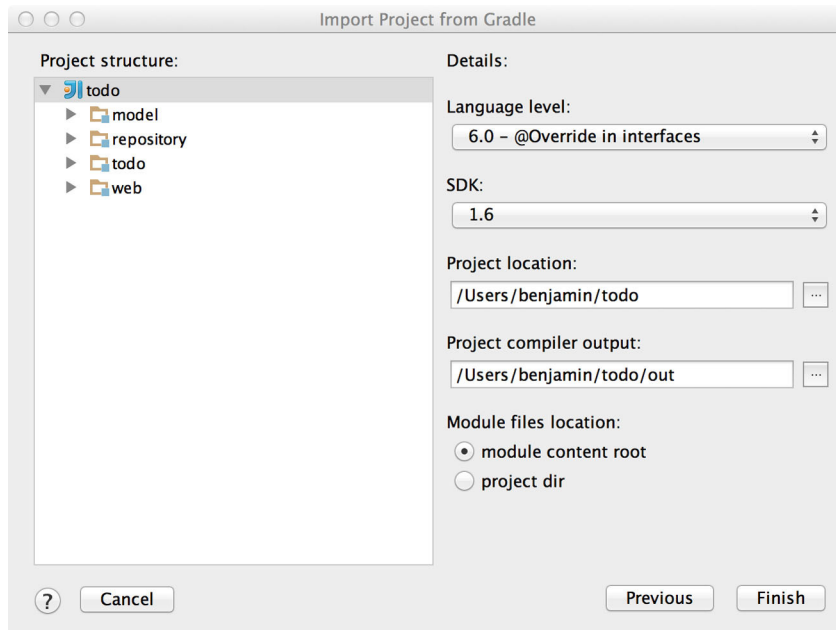 Import Project from Gradle
Project structure:
todo
model
repository
todo
web
Details:
Language level:
6.0 – @Override in interfaces
SDK:
1.6
Project location:
/Users/benjamin/todo
...
Project compiler output:
/Users/benjamin/todo/out
...
Module files location:
module content root
project dir
?
Cancel
Previous
Finish